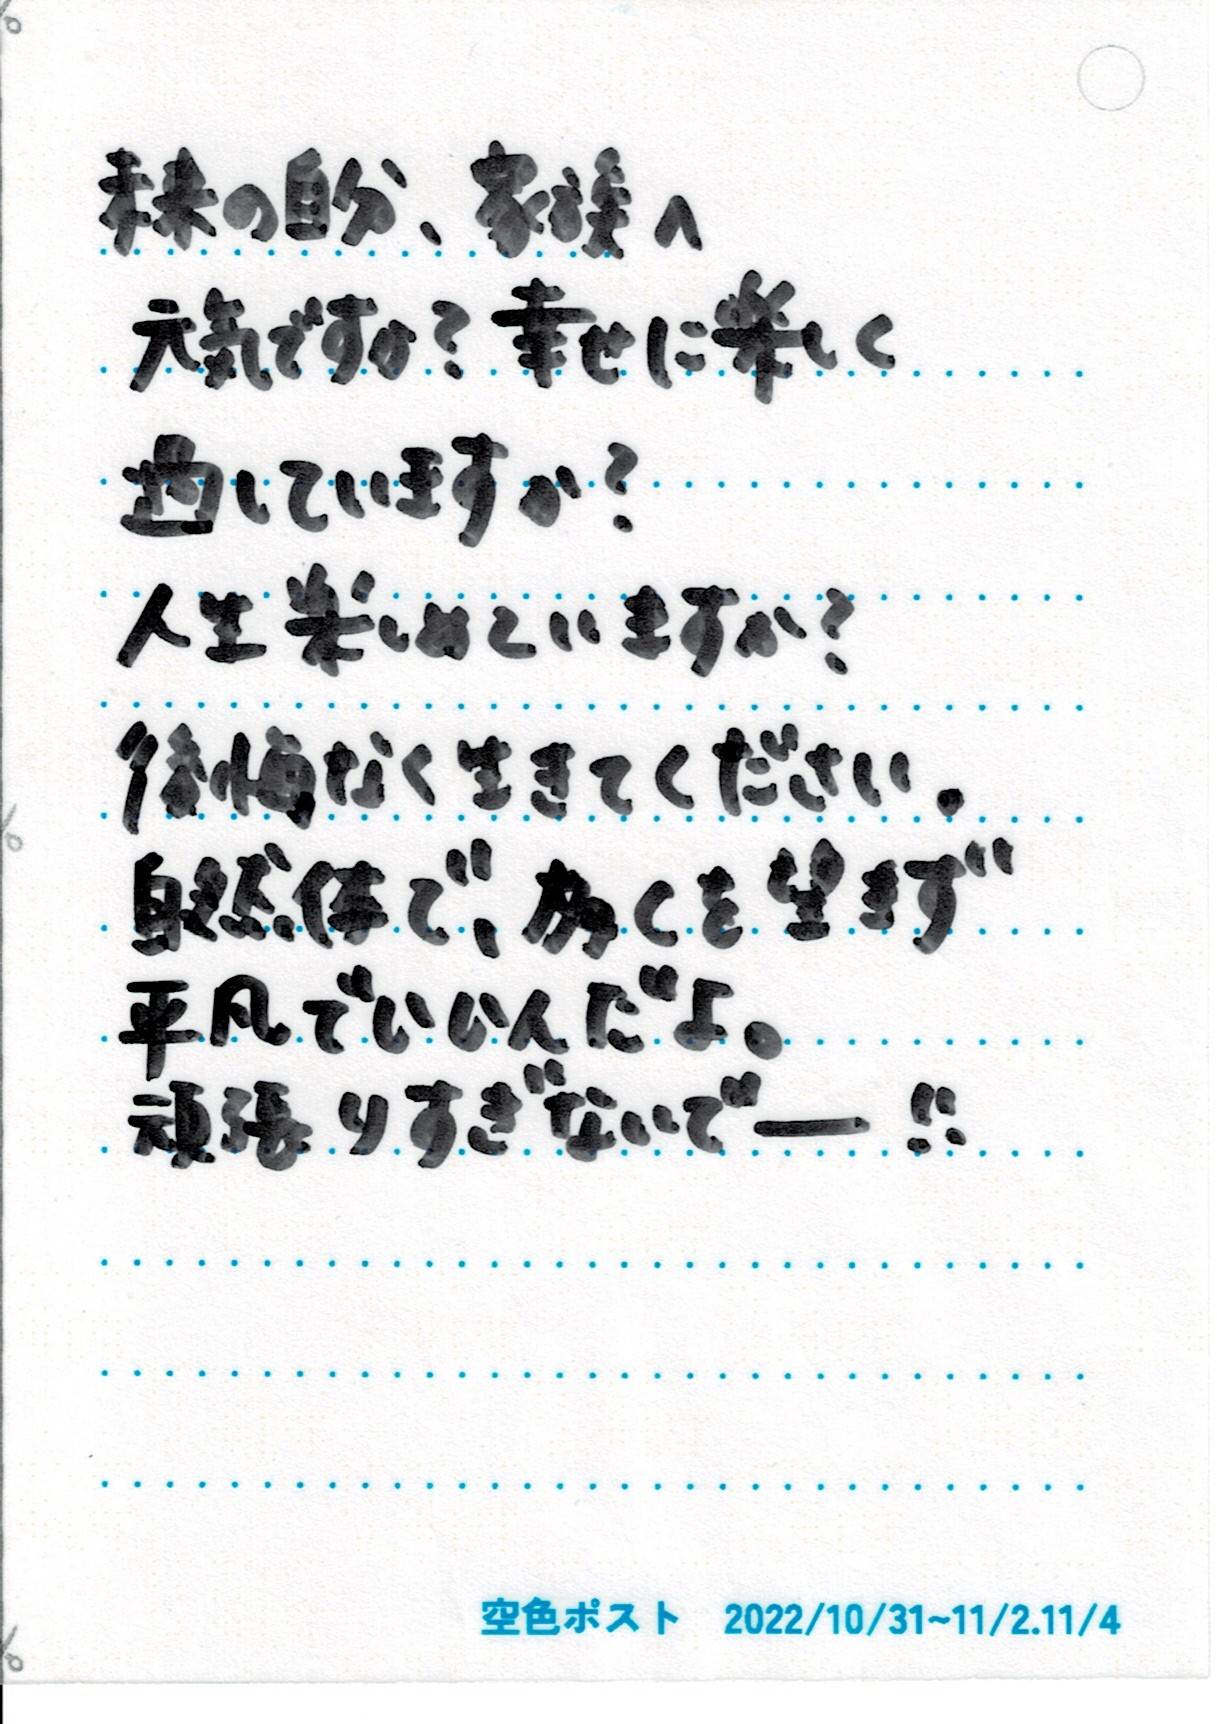 未来の自分、家族へ
元気ですか?幸せに楽しく
過していますか?
人生楽しめていますか?
後悔なく生きてください。
自然体で、多くを望まず
平凡でいいんだよ。
頑張りすぎないでー!!
空色ポスト 2022/10/31~11/2.11/4